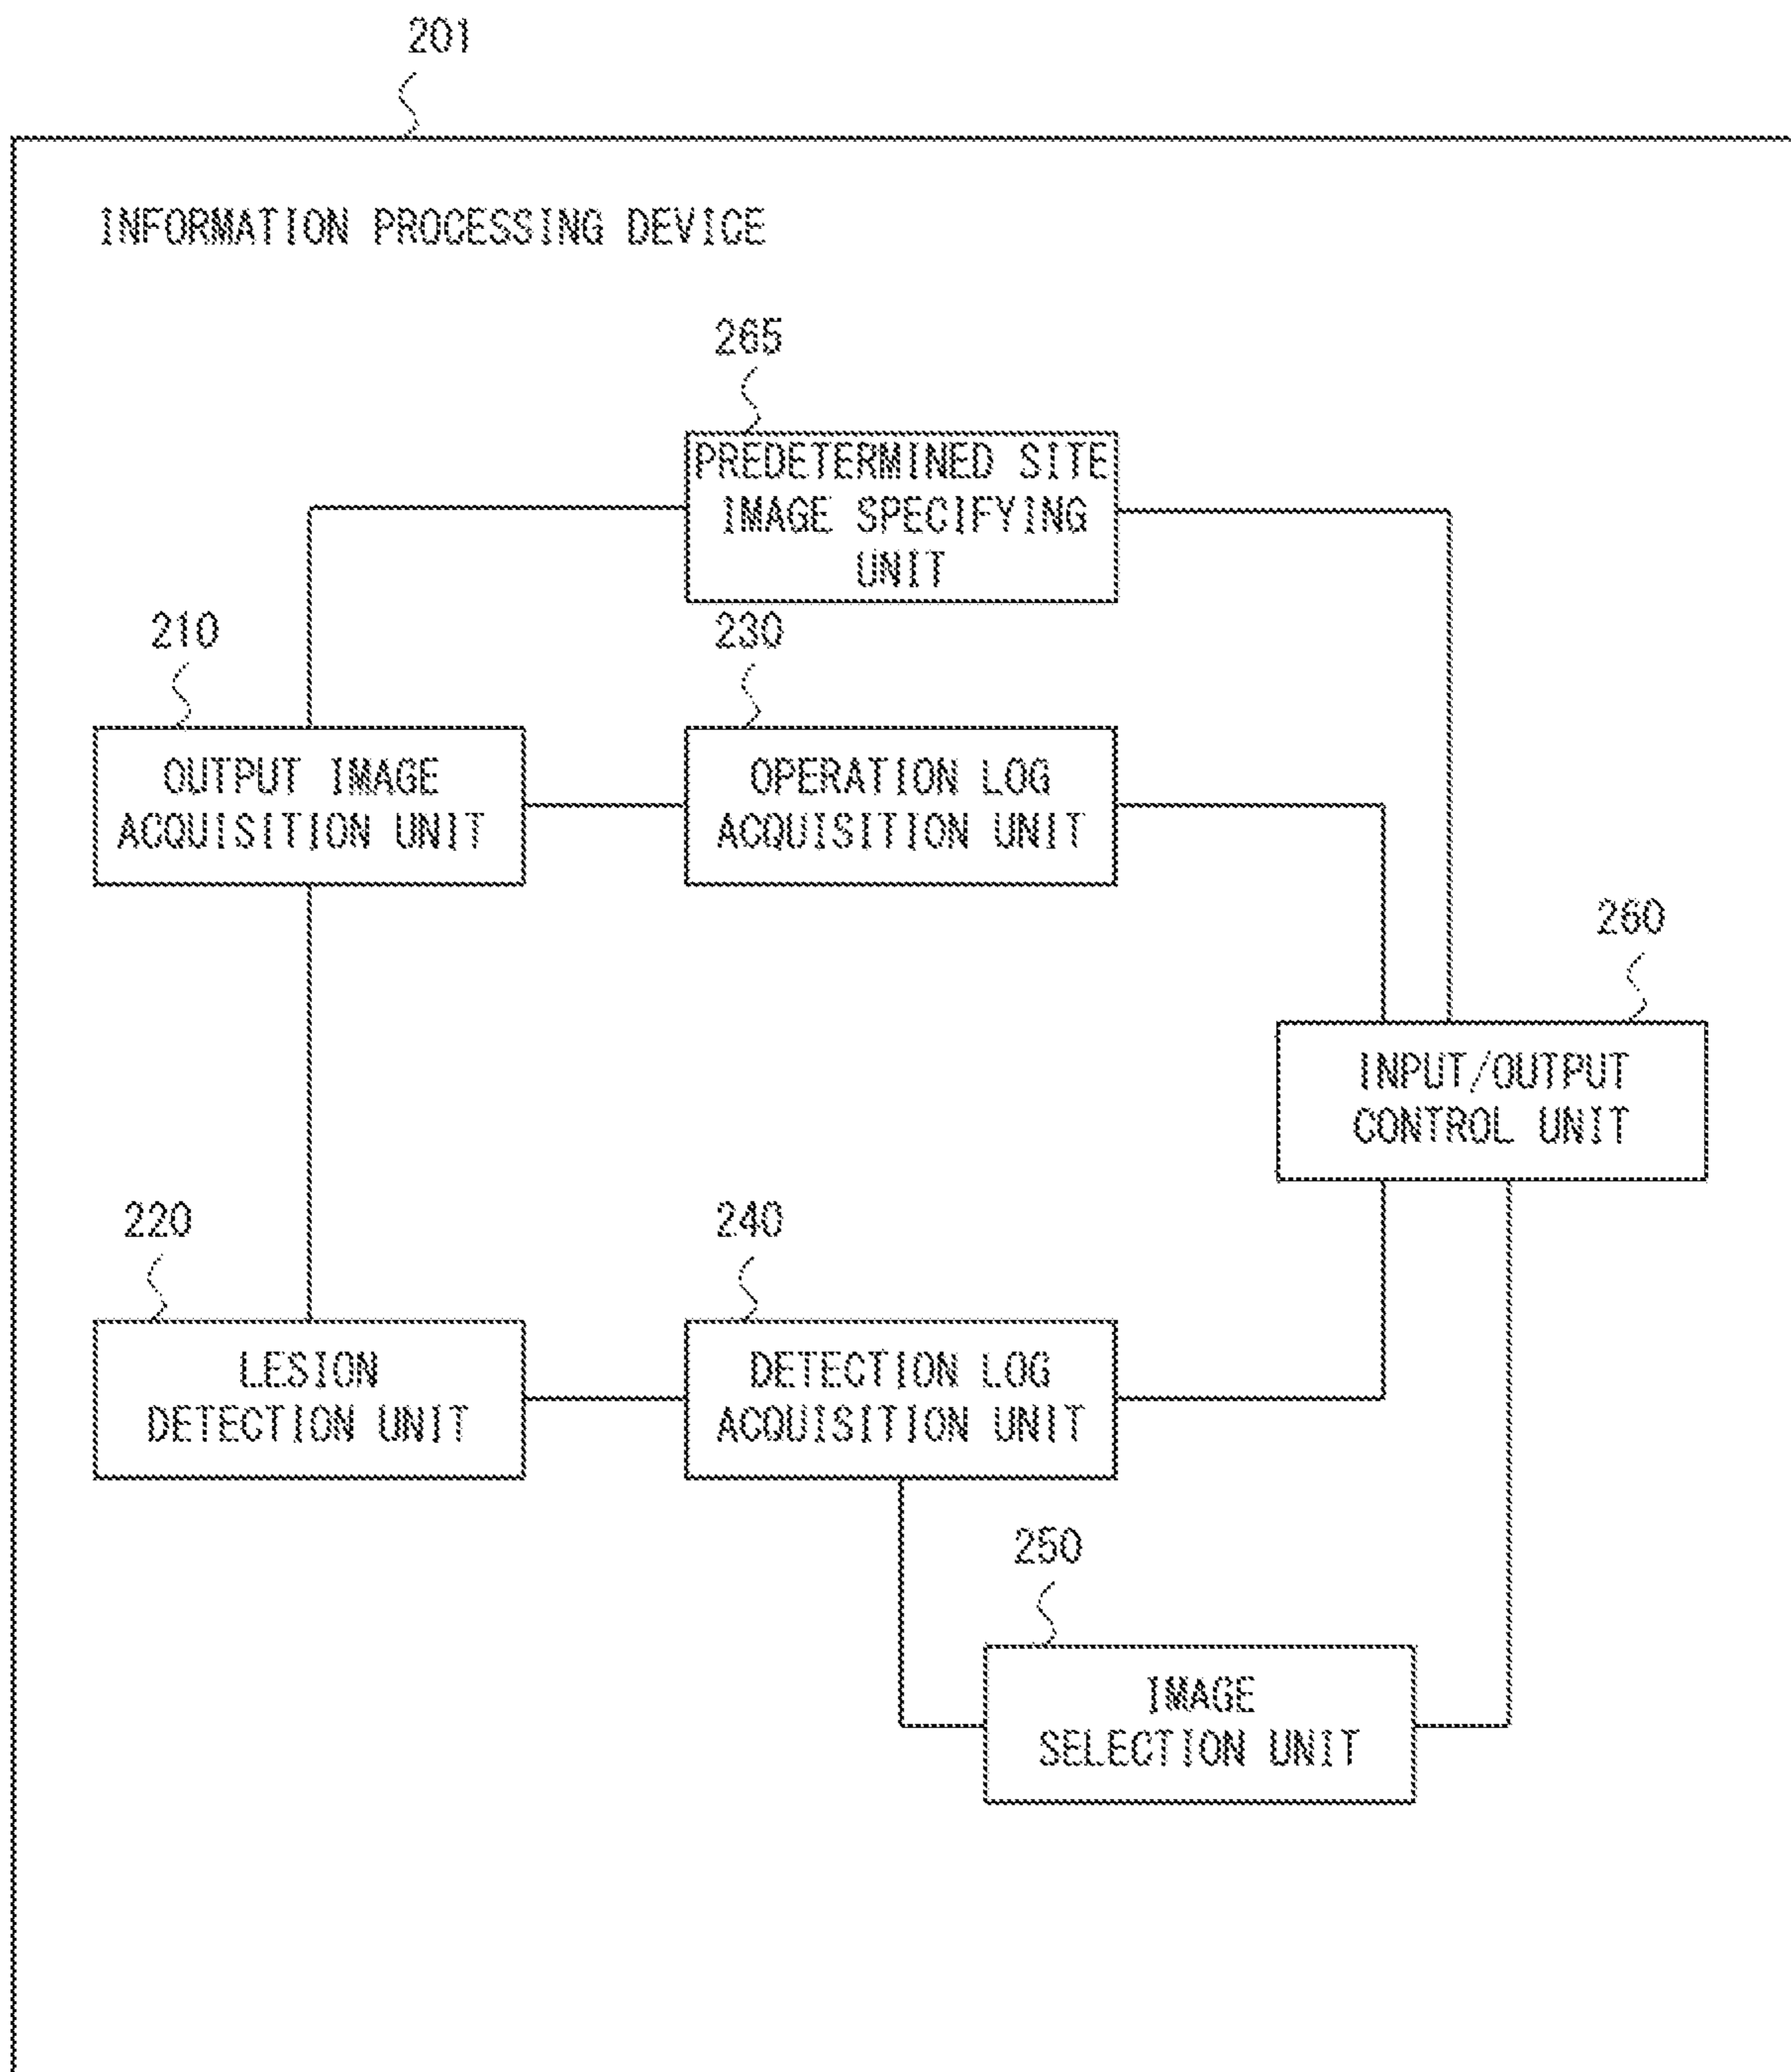 201
INFORMATION PROCESSING DEVICE
265
PREDETERMINED SITE
IMAGE SPECIFYING
UNIT
210
230
OUTPUT IMAGE
ACQUISITION UNIT
OPERATION LOG
ACQUISITION UNIT
260
INPUT/OUTPUT
CONTROL UNIT
220
240
LESION
DETECTION UNIT
DETECTION LOG
ACQUISITION UNIT
250
IMAGE
SELECTION UNIT